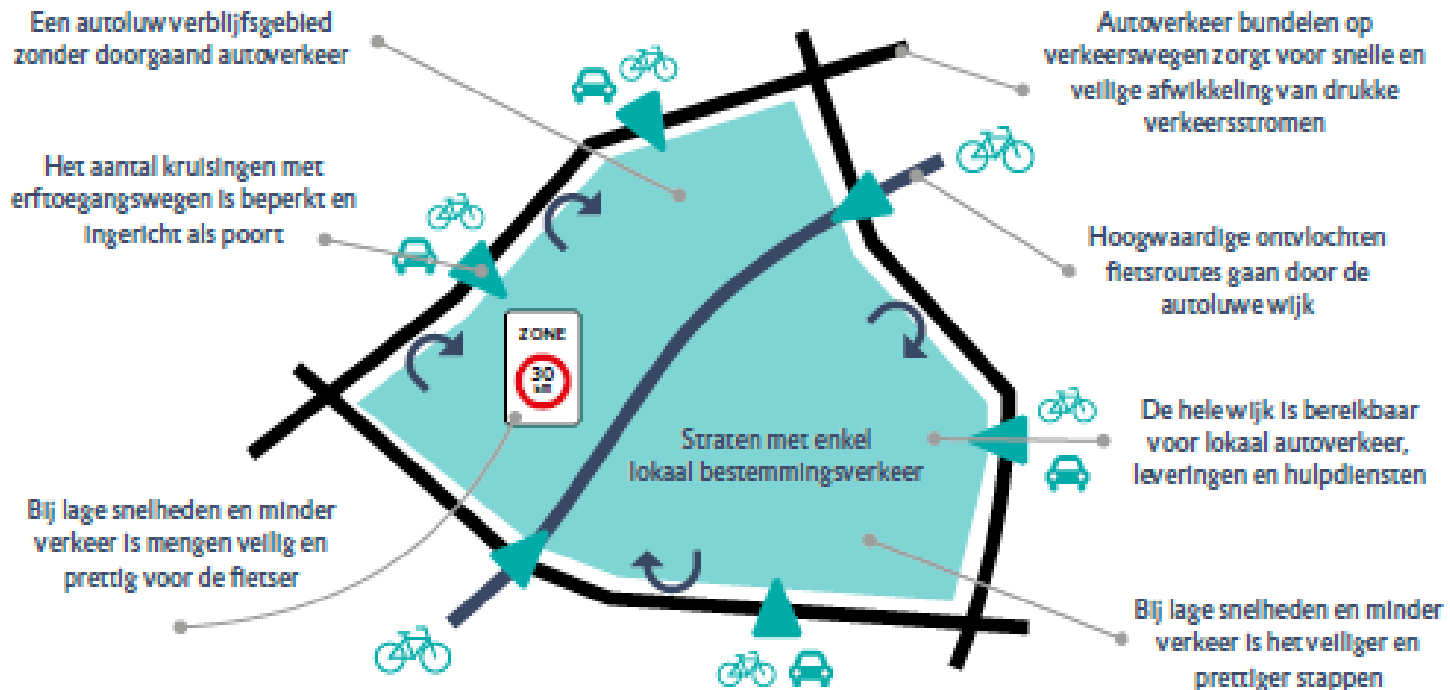 Een autoluw verblijfsgebied
zonder doorgaand autoverkeer
Het aantal kruisingen met
erftoegangswegen is beperkt en
ingericht als poort
Bij lage snelheden en minder
verkeer is mengen veilig en
prettig voor de fietser
ZONE
30
km
Straten met enkel
lokaal bestemmingsverkeer
Autoverkeer bundelen op
verkeerswegen zorgt voor snelle en
veilige afwikkeling van drukke
verkeersstromen
Hoogwaardige ontvlochten
fietsroutes gaan door de
autoluwe wijk
De hele wijk is bereikbaar
voor lokaal autoverkeer,
leveringen en hulpdiensten
Bij lage snelheden en minder
verkeer is het veiliger en
prettiger stappen